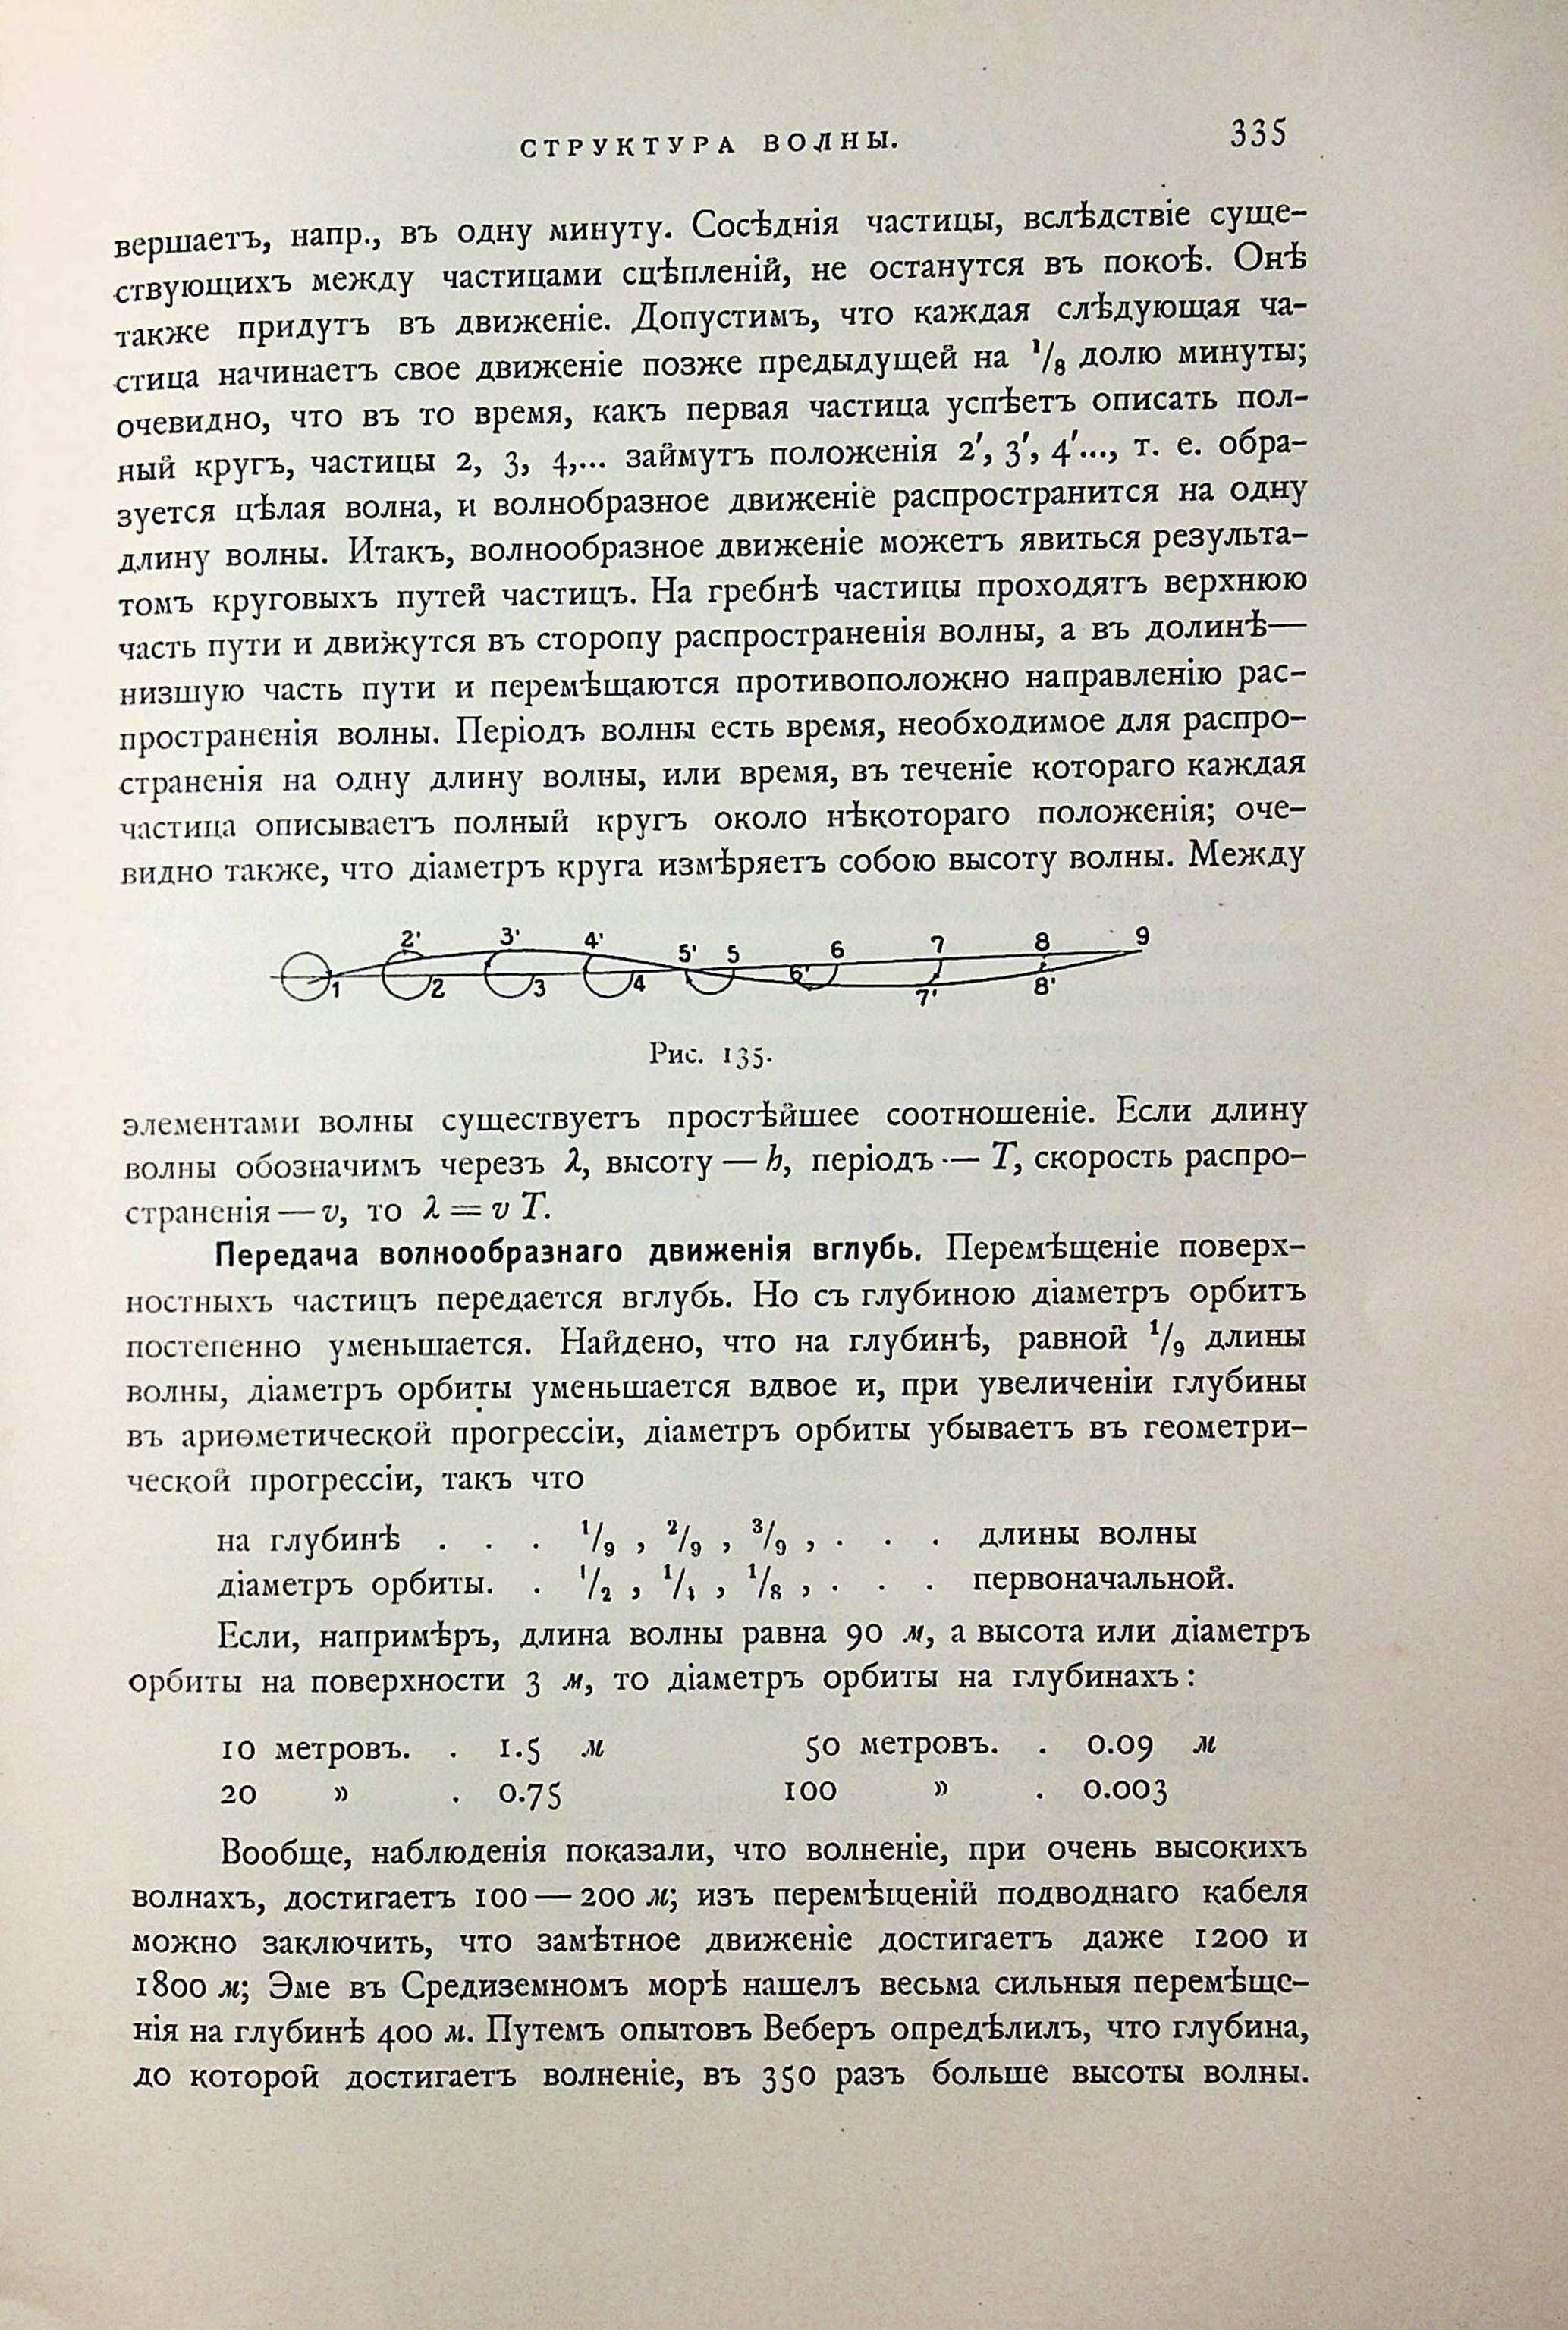 СТРУКТУРА ВОЛНЫ. 335
вершаетъ, напр., въ одну минуту. Сосѣднія частицы, вслѣдствіе суще-
ствующихъ между частицами сцѣпленій, не останутся въ покоѣ. Онѣ
также придутъ въ движеніе. Допустимъ, что каждая слѣдующая ча-
стица начинаетъ свое движеніе позже предыдущей на 1/8 долю минуты;
очевидно, что въ то время, какъ первая частица успѣетъ описать пол-
ный кругъ, частицы 2, 3, 4,... займутъ положенія 2', 3', 4'..., т. е. обра-
зуется цѣлая волна, и волнобразное движеніе распространится на одну
длину волны. Итакъ, волнообразное движеніе можетъ явиться результа-
томъ круговыхъ путей частицъ. На гребнѣ частицы проходятъ верхнюю
часть пути и движутся въ сторопу распространенія волны, а въ долинѣ—
низшую часть пути и перемѣщаются противоположно направленію рас-
пространенія волны. Періодъ волны есть время, необходимое для распро-
страненія на одну длину волны, или время, въ теченіе котораго каждая
частица описываетъ полный кругъ около нѣкотораго положенія; оче-
видно также, что діаметръ круга измѣряетъ собою высоту волны. Между
2' 3' 4' 5' 5 6 7 8 9
1 2 3 4 6' 7' 8'
Рис. 135.
элементами волны существуетъ простѣйшее соотношеніе. Если длину
волны обозначимъ черезъ λ, высоту — h, періодъ — T, скорость распро-
страненія — v, то λ = v T.
Передача волнообразнаго движенія вглубь. Перемѣщеніе поверх-
ностныхъ частицъ передается вглубь. Но съ глубиною діаметръ орбитъ
постепенно уменьшается. Найдено, что на глубинѣ, равной 1/9 длины
волны, діаметръ орбиты уменьшается вдвое и, при увеличеніи глубины
въ ариѳметической прогрессіи, діаметръ орбиты убываетъ въ геометри-
ческой прогрессіи, такъ что
на глубинѣ . . . 1/9 , 2/9 , 3/9 , . . . длины волны
діаметръ орбиты. . 1/2 , 1/4 , 1/8 , . . . первоначальной.
Если, напримѣръ, длина волны равна 90 м, а высота или діаметръ
орбиты на поверхности 3 м, то діаметръ орбиты на глубинахъ:
10 метровъ. . 1.5 м 50 метровъ. . 0.09 м
20 » . 0.75 100 » . 0.003
Вообще, наблюденія показали, что волненіе, при очень высокихъ
волнахъ, достигаетъ 100 — 200 м; изъ перемѣщеній подводнаго кабеля
можно заключить, что замѣтное движеніе достигаетъ даже 1200 и
1800 м; Эме въ Средиземномъ морѣ нашелъ весьма сильныя перемѣще-
нія на глубинѣ 400 м. Путемъ опытовъ Веберъ опредѣлилъ, что глубина,
до которой достигаетъ волненіе, въ 350 разъ больше высоты волны.